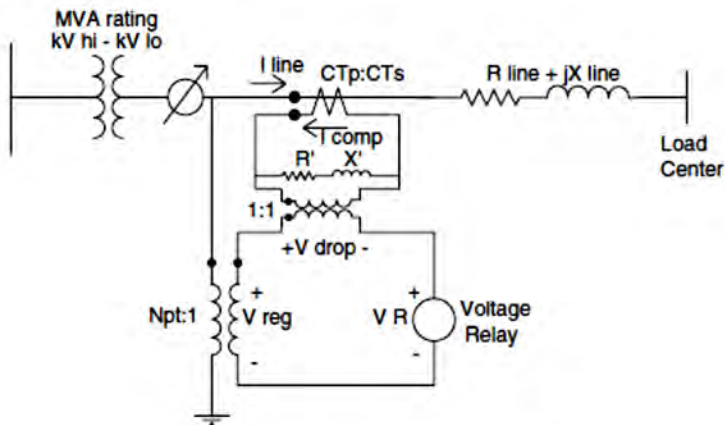 MVA rating
kV hi - kV lo
I line
CTp:CTs
R line + jX line
I comp
R'
X'
Load
Center
1:1
+V drop -
Npt:1
+
V reg
-
+
V R
-
Voltage
Relay